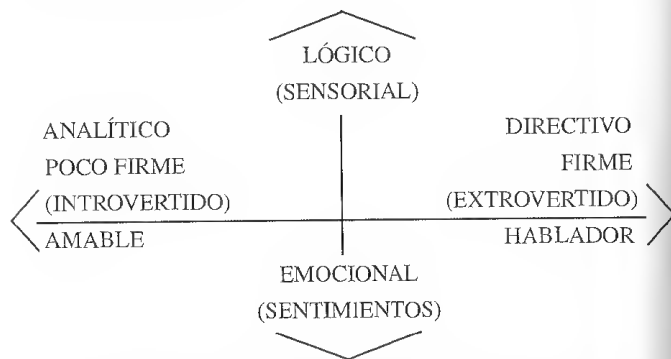 LÓGICO
(SENSORIAL)
ANALÍTICO
POCO FIRME
(INTROVERTIDO)
AMABLE
DIRECTIVO
FIRME
(EXTROVERTIDO)
HABLADOR
EMOCIONAL
(SENTIMIENTOS)